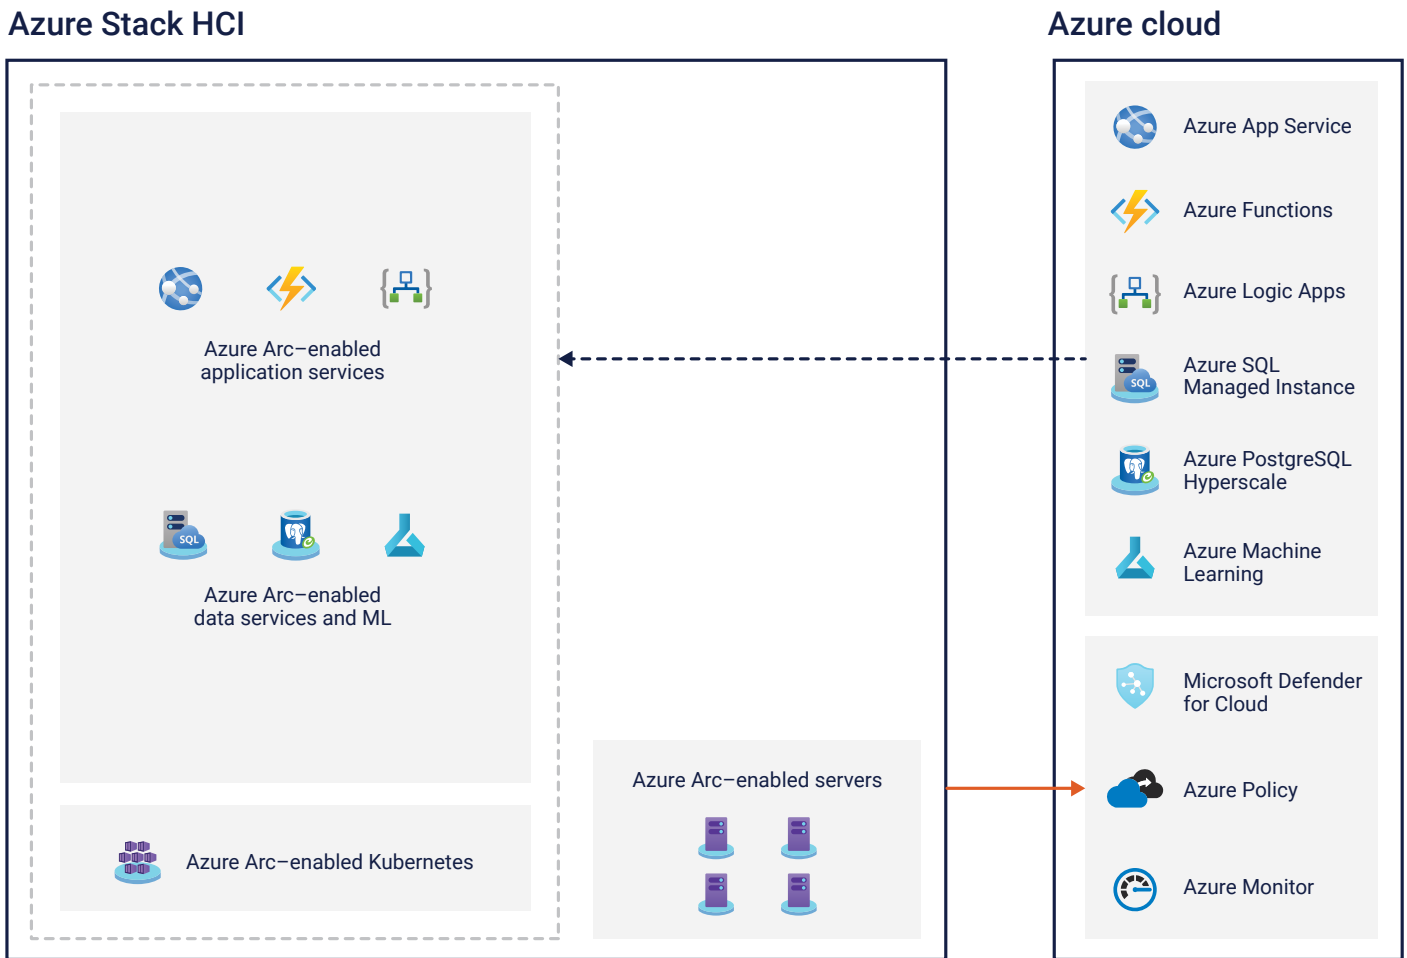 Azure Stack HCI
Azure Arc–enabled
application services
SQL
Azure Arc–enabled
data services and ML
Azure Arc–enabled Kubernetes
Azure Arc–enabled servers
Azure cloud
Azure App Service
Azure Functions
Azure Logic Apps
SQL
Azure SQL
Managed Instance
Azure PostgreSQL
Hyperscale
Azure Machine
Learning
Microsoft Defender
for Cloud
Azure Policy
Azure Monitor